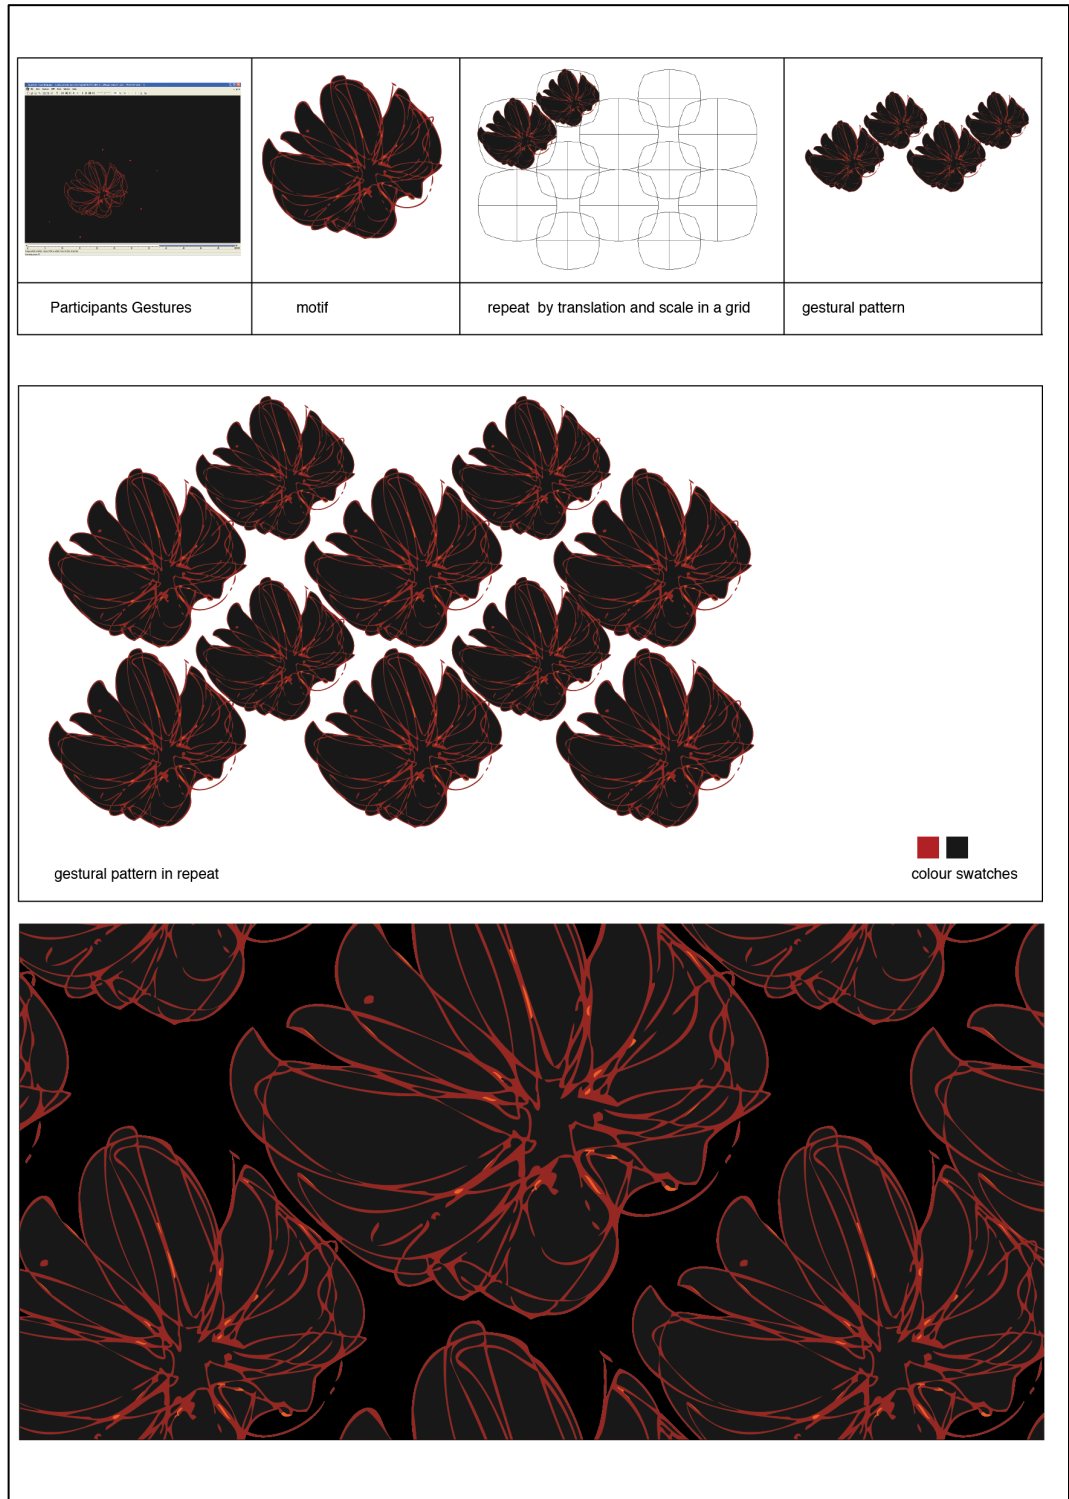 Participants Gestures
motif
repeat  by translation and scale in a grid
gestural pattern
gestural pattern in repeat
colour swatches